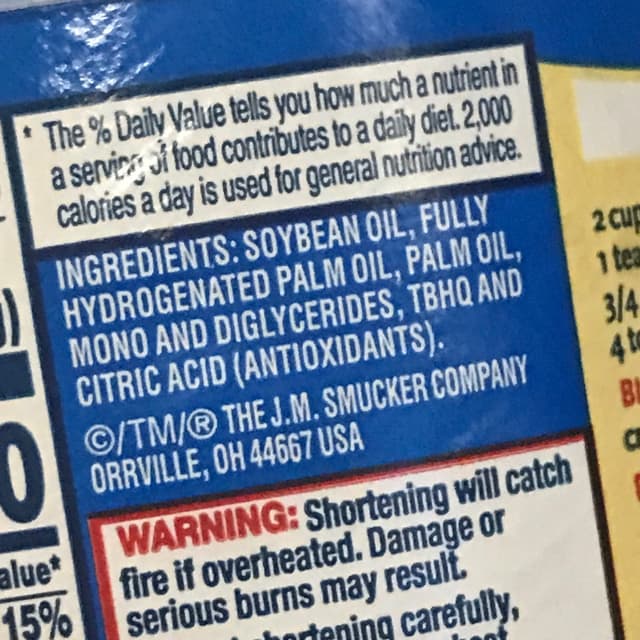 * The % Daily Value tells you how much a nutrient in
a serving of food contributes to a daily diet. 2,000
calories a day is used for general nutrition advice.
INGREDIENTS: SOYBEAN OIL, FULLY
HYDROGENATED PALM OIL, PALM OIL,
MONO AND DIGLYCERIDES, TBHQ AND
CITRIC ACID (ANTIOXIDANTS).
©/TM/® THE J.M. SMUCKER COMPANY
ORRVILLE, OH 44667 USA
WARNING: Shortening will catch
fire if overheated. Damage or
serious burns may result.
carefully,
0
alue*
15%
2 cup
1 tea
3/4
4